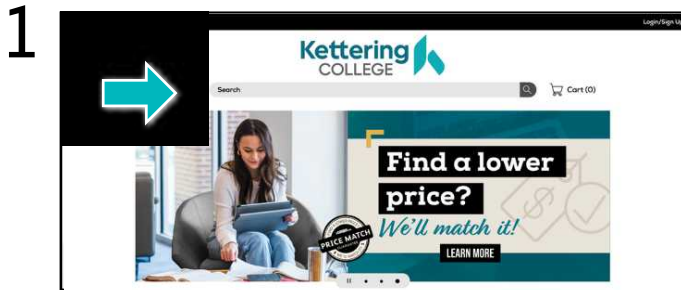 1
Login/Sign Up
Kettering
COLLEGE
Search
Cart (0)
Find a lower
price?
We'll match it!
PRICE MATCH
LEARN MORE